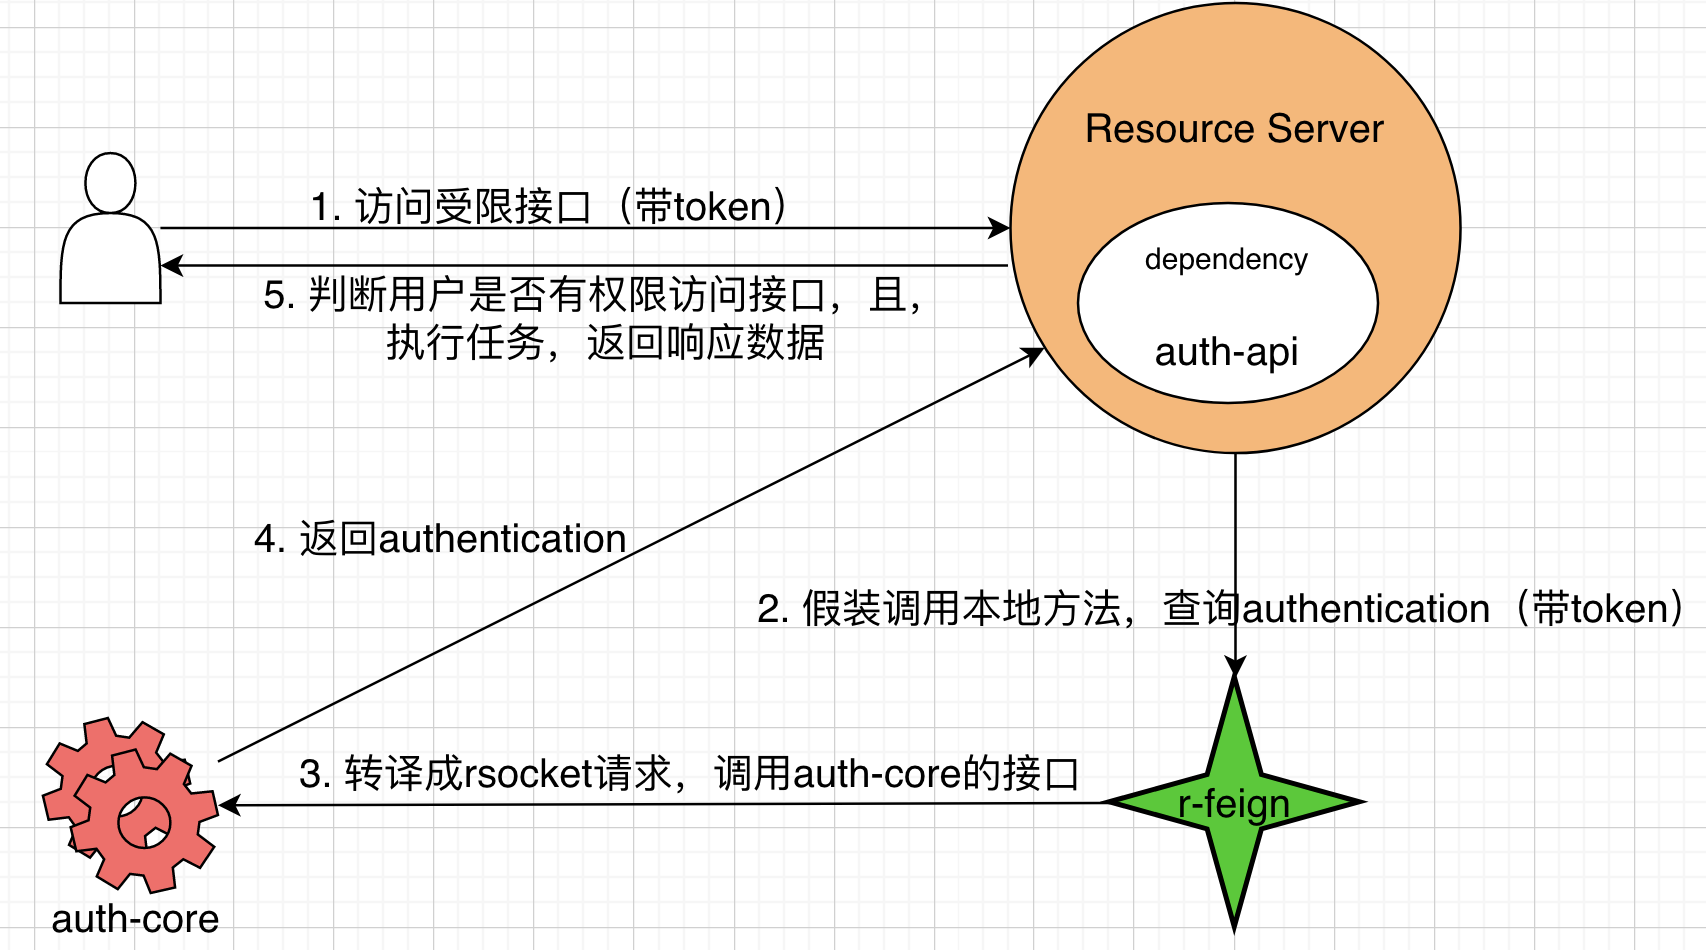 Resource Server
1. 访问受限接口（带token）
dependency
5. 判断用户是否有权限访问接口，且，
执行任务，返回响应数据
auth-api
4. 返回authentication
2. 假装调用本地方法，查询authentication（带token）
3. 转译成rsocket请求，调用auth-core的接口
r-feign
auth-core